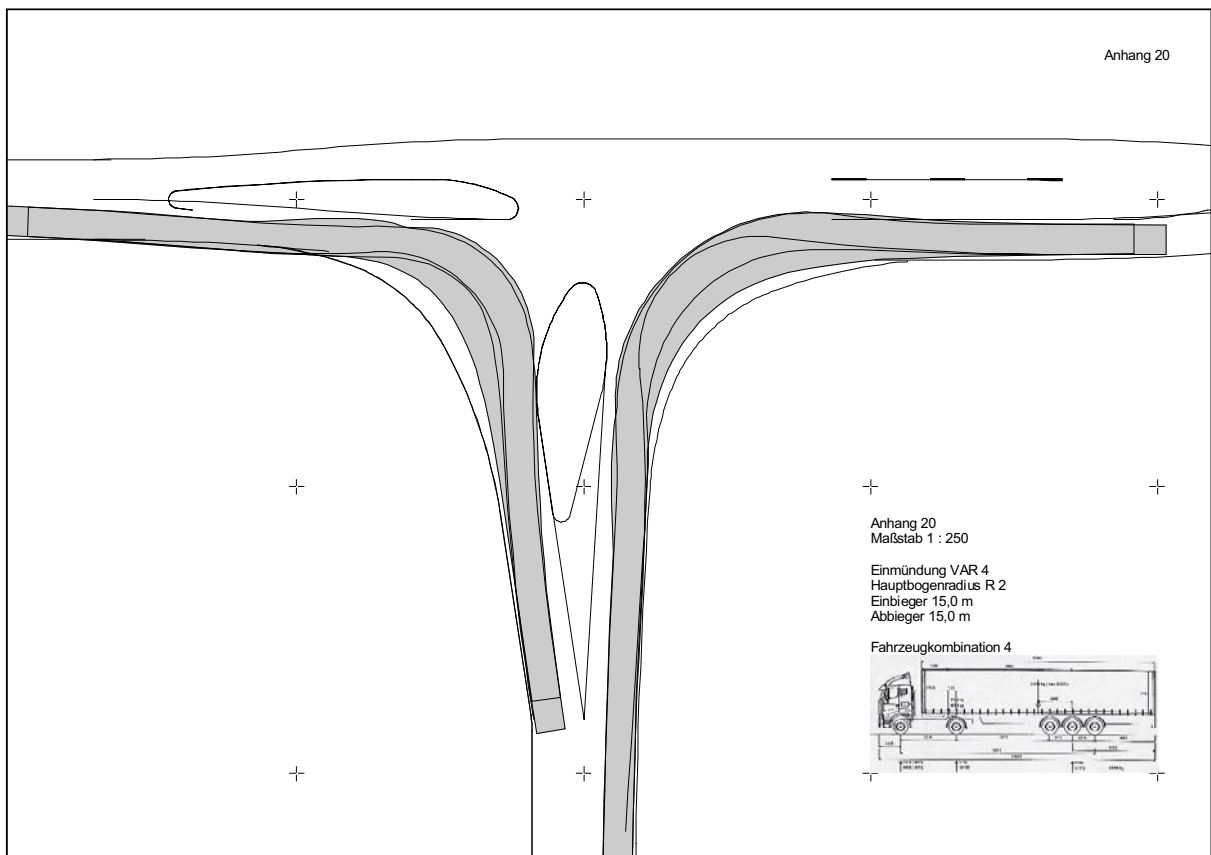 Anhang 20
Anhang 20
Maßstab 1 : 250
Einmündung VAR 4
Hauptbogenradius R 2
Einbieger 15,0 m
Abbieger 15,0 m
Fahrzeugkombination 4